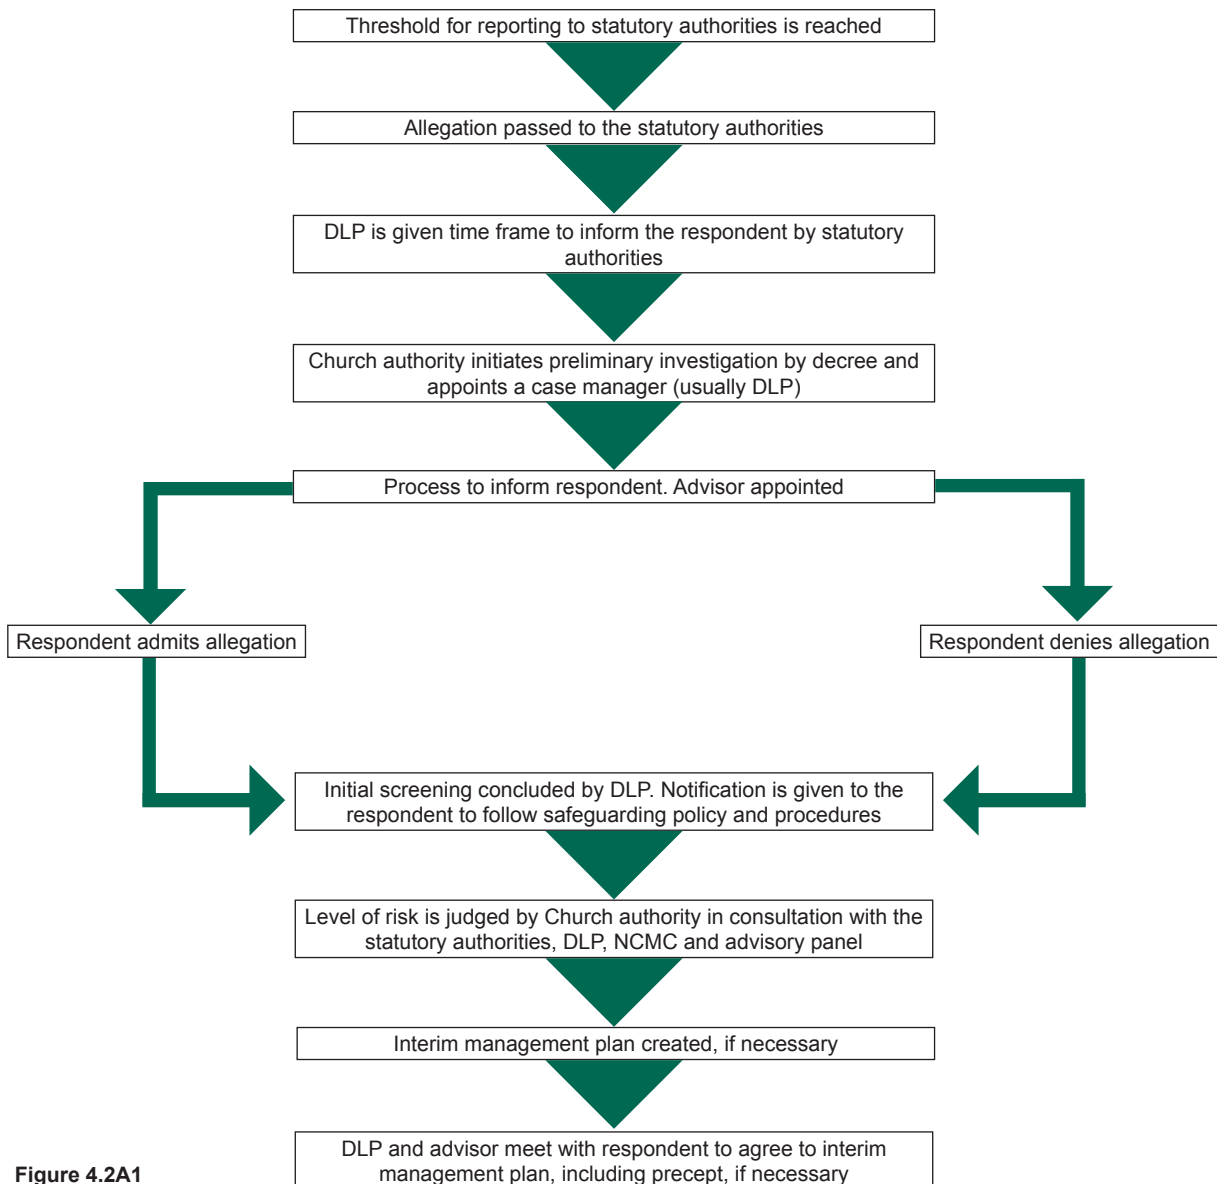 Threshold for reporting to statutory authorities is reached
Allegation passed to the statutory authorities
DLP is given time frame to inform the respondent by statutory
authorities
Church authority initiates preliminary investigation by decree and
appoints a case manager (usually DLP)
Process to inform respondent. Advisor appointed
Respondent admits allegation
Respondent denies allegation
Initial screening concluded by DLP. Notification is given to the
respondent to follow safeguarding policy and procedures
Level of risk is judged by Church authority in consultation with the
statutory authorities, DLP, NCMC and advisory panel
Interim management plan created, if necessary
DLP and advisor meet with respondent to agree to interim
management plan, including precept, if necessary
Figure 4.2A1